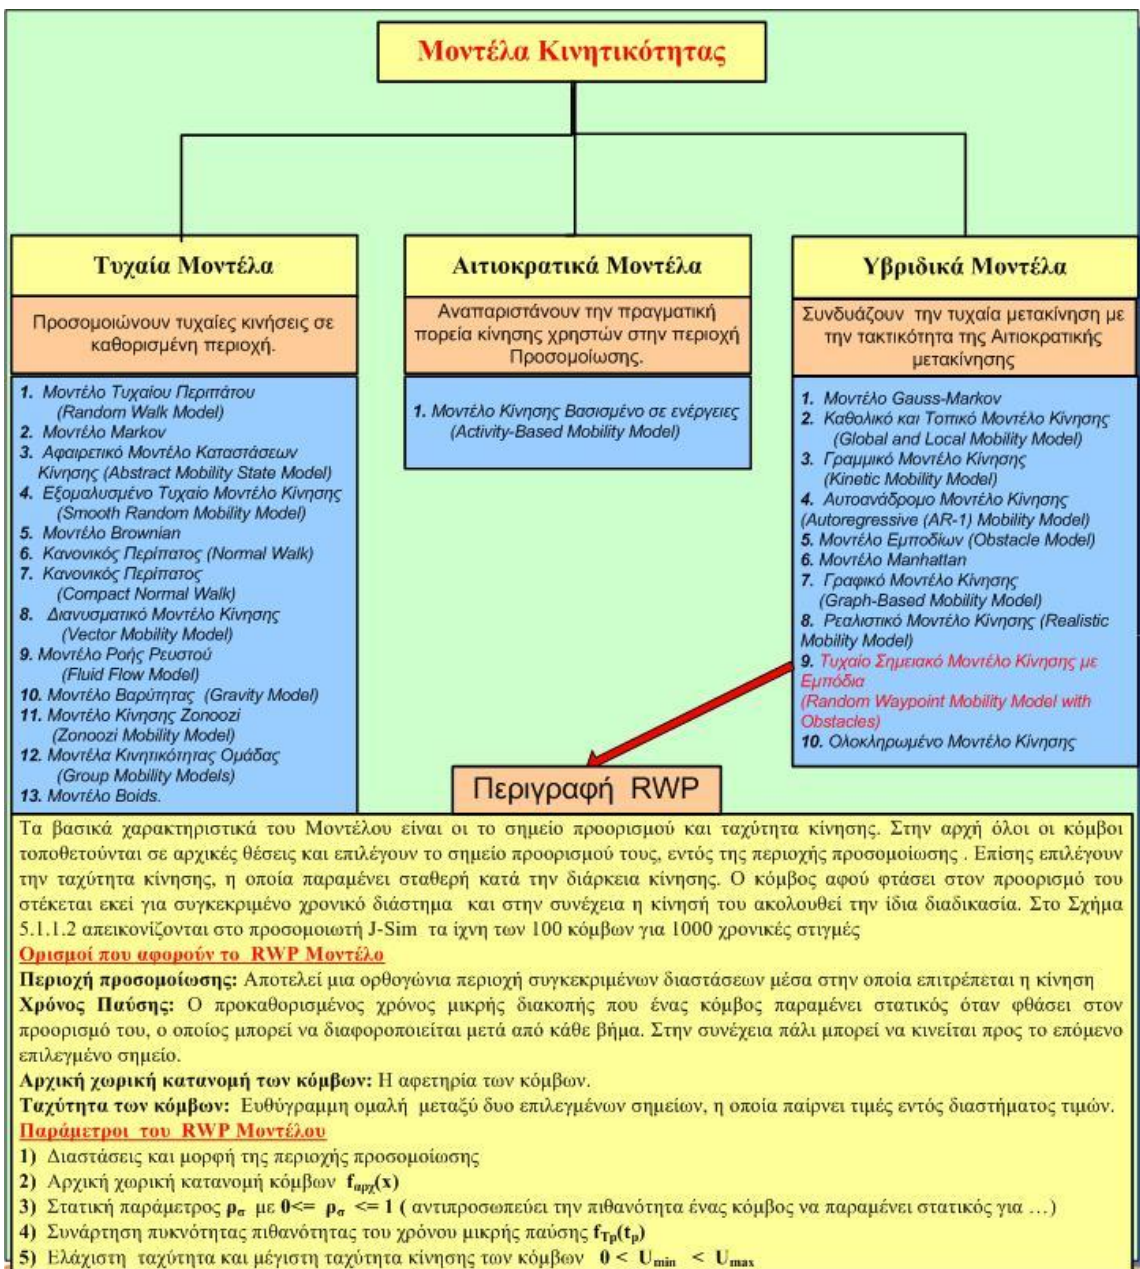 Μοντέλα Κινητικότητας
Τυχαία Μοντέλα
Προσομοιώνουν τυχαίες κινήσεις σε
καθορισμένη περιοχή.
1. Μοντέλο Τυχαίου Περιπάτου
(Random Walk Model)
2. Μοντέλο Markov
3. Αφαιρετικό Μοντέλο Καταστάσεων
Κίνησης (Abstract Mobility State Model)
4. Εξομαλυσμένο Τυχαίο Μοντέλο Κίνησης
(Smooth Random Mobility Model)
5. Μοντέλο Brownian
6. Κανονικός Περίπατος (Normal Walk)
7. Κανονικός Περίπατος
(Compact Normal Walk)
8. Διανυσματικό Μοντέλο Κίνησης
(Vector Mobility Model)
9. Μοντέλο Ροής Ρευστού
(Fluid Flow Model)
10. Μοντέλο Βαρύτητας (Gravity Model)
11. Μοντέλο Κίνησης Zonoozi
(Zonoozi Mobility Model)
12. Μοντέλα Κινητικότητας Ομάδας
(Group Mobility Models)
13. Μοντέλο Boids.
Αιτιοκρατικά Μοντέλα
Αναπαριστάνουν την πραγματική
πορεία κίνησης χρηστών στην περιοχή
Προσομοίωσης.
1. Μοντέλο Κίνησης Βασισμένο σε ενέργειες
(Activity-Based Mobility Model)
Υβριδικά Μοντέλα
Συνδυάζουν την τυχαία μετακίνηση με
την τακτικότητα της Αιτιοκρατικής
μετακίνησης
1. Μοντέλο Gauss-Markov
2. Καθολικό και Τοπικό Μοντέλο Κίνησης
(Global and Local Mobility Model)
3. Γραμμικό Μοντέλο Κίνησης
(Kinetic Mobility Model)
4. Αυτοανάδρομο Μοντέλο Κίνησης
(Autoregressive (AR-1) Mobility Model)
5. Μοντέλο Εμποδίων (Obstacle Model)
6. Μοντέλο Manhattan
7. Γραφικό Μοντέλο Κίνησης
(Graph-Based Mobility Model)
8. Ρεαλιστικό Μοντέλο Κίνησης (Realistic
Mobility Model)
9. Τυχαίο Σημειακό Μοντέλο Κίνησης με
Εμπόδια
(Random Waypoint Mobility Model with
Obstacles)
10. Ολοκληρωμένο Μοντέλο Κίνησης
Περιγραφή RWP
Τα βασικά χαρακτηριστικά του Μοντέλου είναι οι το σημείο προορισμού και ταχύτητα κίνησης. Στην αρχή όλοι οι κόμβοι
τοποθετούνται σε αρχικές θέσεις και επιλέγουν το σημείο προορισμού τους, εντός της περιοχής προσομοίωσης . Επίσης επιλέγουν
την ταχύτητα κίνησης, η οποία παραμένει σταθερή κατά την διάρκεια κίνησης. Ο κόμβος αφού φτάσει στον προορισμό του
στέκεται εκεί για συγκεκριμένο χρονικό διάστημα και στην συνέχεια η κίνησή του ακολουθεί την ίδια διαδικασία. Στο Σχήμα
5.1.1.2 απεικονίζονται στο προσομοιωτή J-Sim τα ίχνη των 100 κόμβων για 1000 χρονικές στιγμές
Ορισμοί που αφορούν το RWP Μοντέλο
Περιοχή προσομοίωσης: Αποτελεί μια ορθογώνια περιοχή συγκεκριμένων διαστάσεων μέσα στην οποία επιτρέπεται η κίνηση
Χρόνος Παύσης: Ο προκαθορισμένος χρόνος μικρής διακοπής που ένας κόμβος παραμένει στατικός όταν φθάσει στον
προορισμό του, ο οποίος μπορεί να διαφοροποιείται μετά από κάθε βήμα. Στην συνέχεια πάλι μπορεί να κινείται προς το επόμενο
επιλεγμένο σημείο.
Αρχική χωρική κατανομή των κόμβων: Η αφετηρία των κόμβων.
Ταχύτητα των κόμβων: Ευθύγραμμη ομαλή μεταξύ δυο επιλεγμένων σημείων, η οποία παίρνει τιμές εντός διαστήματος τιμών.
Παράμετροι του RWP Μοντέλου
1) Διαστάσεις και μορφή της περιοχής προσομοίωσης
2) Αρχική χωρική κατανομή κόμβων fαρχ(x)
3) Στατική παράμετρος ρσ με 0<= ρσ <= 1 ( αντιπροσωπεύει την πιθανότητα ένας κόμβος να παραμένει στατικός για …)
4) Συνάρτηση πυκνότητας πιθανότητας του χρόνου μικρής παύσης fTp(tp)
5) Ελάχιστη ταχύτητα και μέγιστη ταχύτητα κίνησης των κόμβων 0 < Umin < Umax